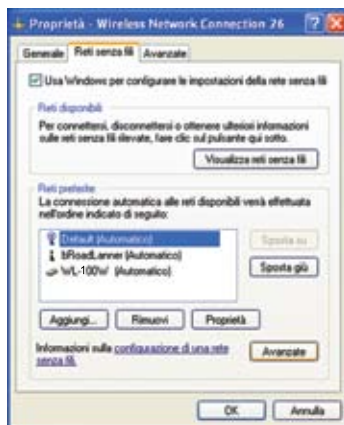 Proprietà - Wireless Network Connection 26
Generale Reti senza fili Avanzate
Usa Windows per configurare le impostazioni della rete senza fili
Reti disponibili
Per connettersi, disconnettersi o ottenere ulteriori informazioni
sulle reti senza fili rilevate, fare clic sul pulsante qui sotto.
Visualizza reti senza fili
Reti preferite
La connessione automatica alle reti disponibili verrà effettuata
nell'ordine indicato di seguito:
Default (Automatico)
bRoadLanner (Automatico)
WL-100W (Automatico)
Sposta su
Sposta giù
Aggiungi... Rimuovi Proprietà
Informazioni sulla configurazione di una rete
senza fili.
Avanzate
OK Annulla